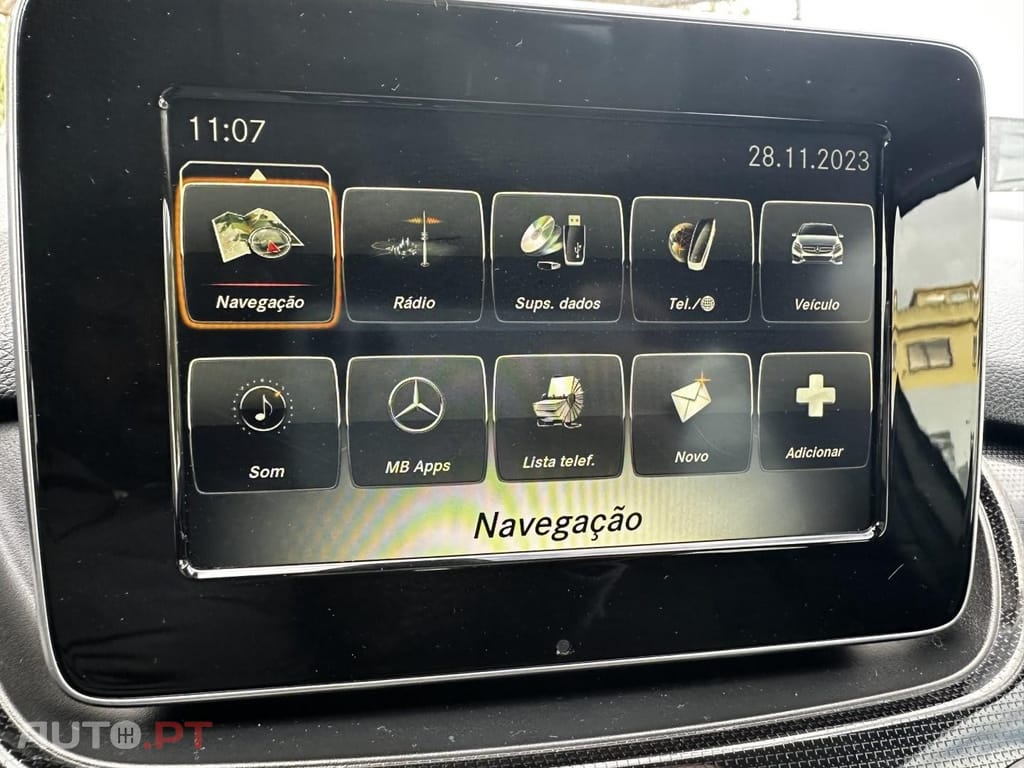 11:07
28.11.2023
Navegação
Rádio
Sups. dados
Tel./
Veículo
Som
MB Apps
Lista telef.
Novo
Adicionar
Navegação
AUTO.PT